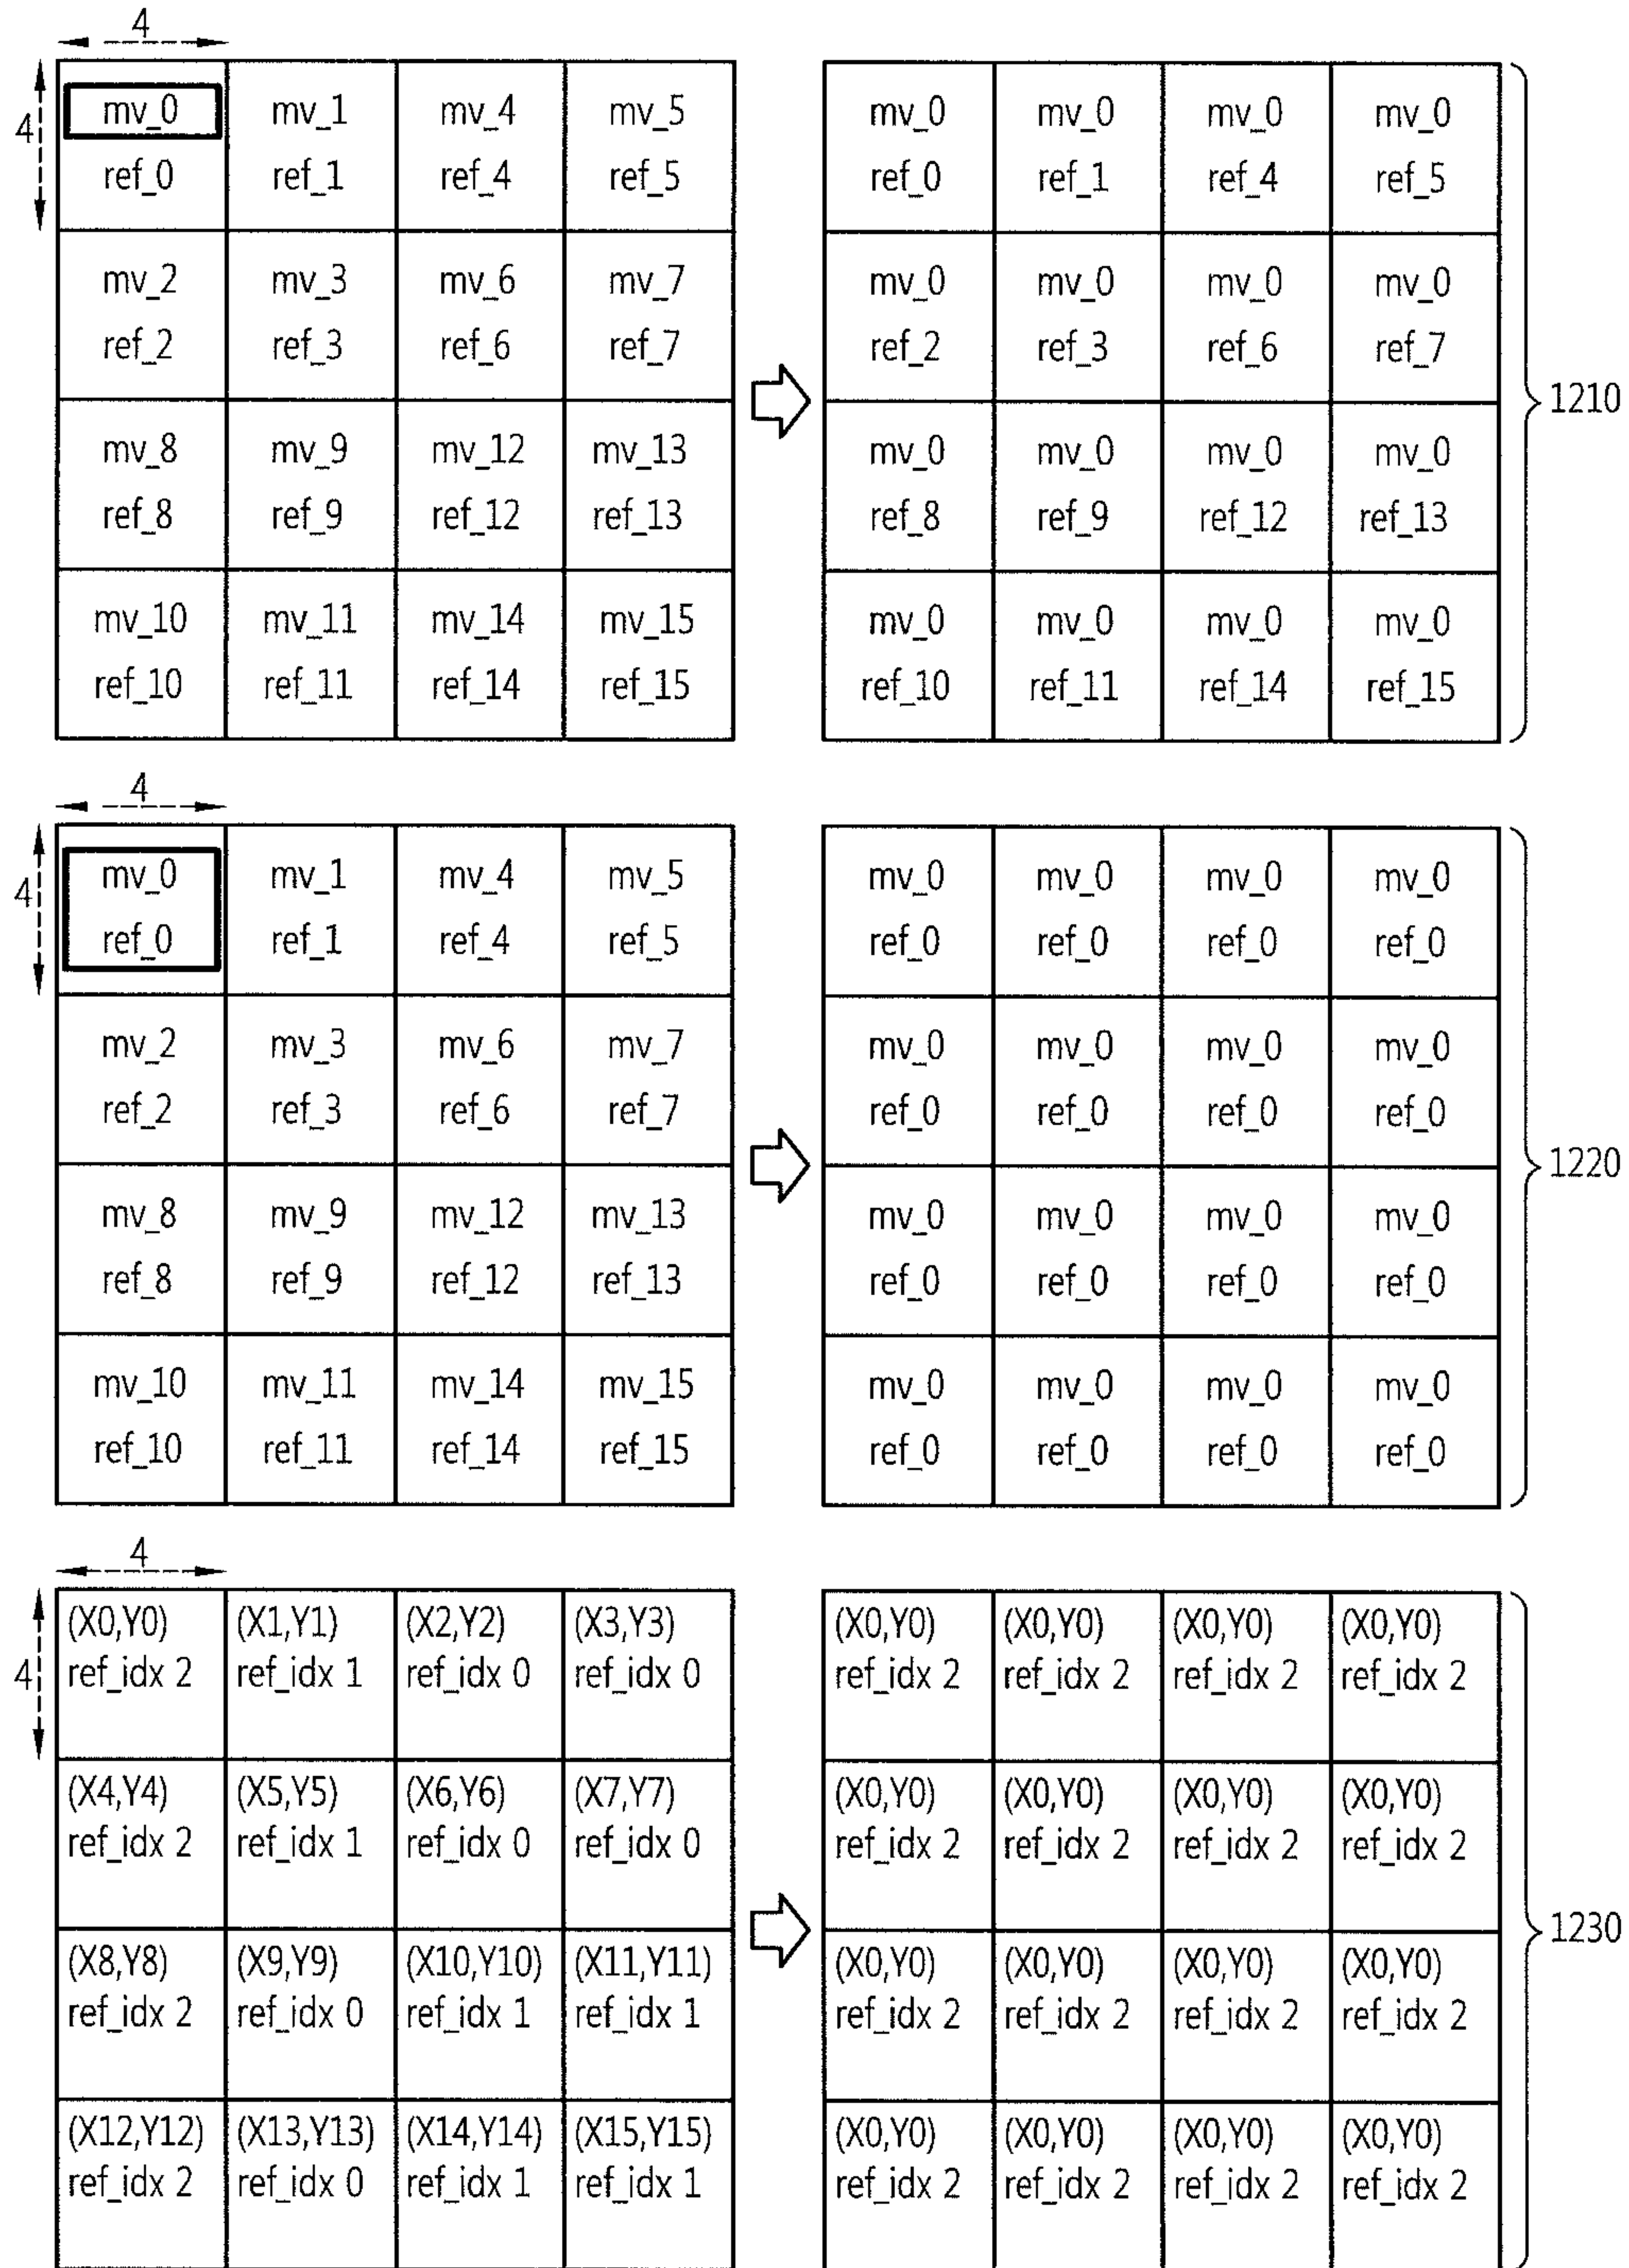 4
4
mv_0 mv_1 mv_4 mv_5 mv_0 mv_0 mv_0 mv_0
ref_0 ref_1 ref_4 ref_5 ref_0 ref_1 ref_4 ref_5
mv_2 mv_3 mv_6 mv_7 mv_0 mv_0 mv_0 mv_0
ref_2 ref_3 ref_6 ref_7 ref_2 ref_3 ref_6 ref_7
1210
mv_8 mv_9 mv_12 mv_13 mv_0 mv_0 mv_0 mv_0
ref_8 ref_9 ref_12 ref_13 ref_8 ref_9 ref_12 ref_13
mv_10 mv_11 mv_14 mv_15 mv_0 mv_0 mv_0 mv_0
ref_10 ref_11 ref_14 ref_15 ref_10 ref_11 ref_14 ref_15
4
4
mv_0 mv_1 mv_4 mv_5 mv_0 mv_0 mv_0 mv_0
ref_0 ref_1 ref_4 ref_5 ref_0 ref_0 ref_0 ref_0
mv_2 mv_3 mv_6 mv_7 mv_0 mv_0 mv_0 mv_0
ref_2 ref_3 ref_6 ref_7 ref_0 ref_0 ref_0 ref_0
1220
mv_8 mv_9 mv_12 mv_13 mv_0 mv_0 mv_0 mv_0
ref_8 ref_9 ref_12 ref_13 ref_0 ref_0 ref_0 ref_0
mv_10 mv_11 mv_14 mv_15 mv_0 mv_0 mv_0 mv_0
ref_10 ref_11 ref_14 ref_15 ref_0 ref_0 ref_0 ref_0
4
4
(X0,Y0) (X1,Y1) (X2,Y2) (X3,Y3) (X0,Y0) (X0,Y0) (X0,Y0) (X0,Y0)
ref_idx 2 ref_idx 1 ref_idx 0 ref_idx 0 ref_idx 2 ref_idx 2 ref_idx 2 ref_idx 2
(X4,Y4) (X5,Y5) (X6,Y6) (X7,Y7) (X0,Y0) (X0,Y0) (X0,Y0) (X0,Y0)
ref_idx 2 ref_idx 1 ref_idx 0 ref_idx 0 ref_idx 2 ref_idx 2 ref_idx 2 ref_idx 2
1230
(X8,Y8) (X9,Y9) (X10,Y10) (X11,Y11) (X0,Y0) (X0,Y0) (X0,Y0) (X0,Y0)
ref_idx 2 ref_idx 0 ref_idx 1 ref_idx 1 ref_idx 2 ref_idx 2 ref_idx 2 ref_idx 2
(X12,Y12) (X13,Y13) (X14,Y14) (X15,Y15) (X0,Y0) (X0,Y0) (X0,Y0) (X0,Y0)
ref_idx 2 ref_idx 0 ref_idx 1 ref_idx 1 ref_idx 2 ref_idx 2 ref_idx 2 ref_idx 2